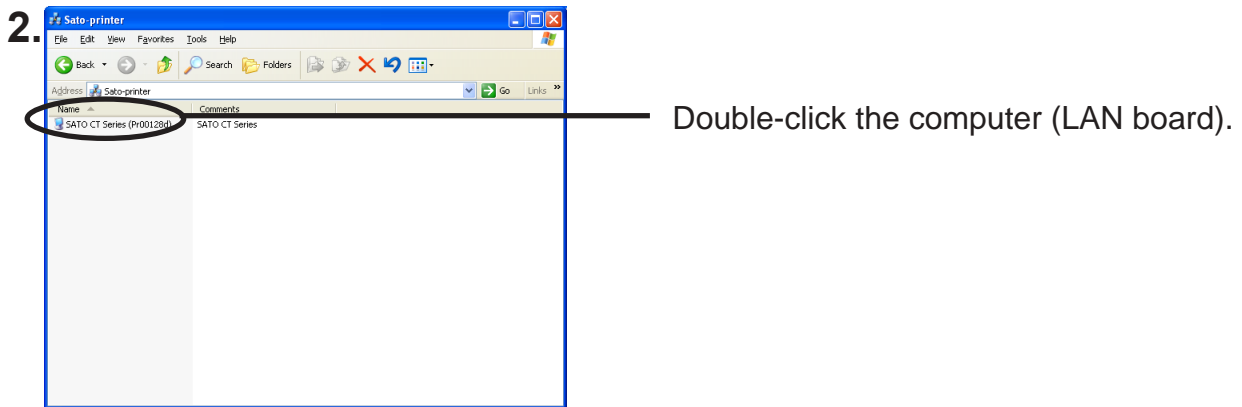 2.
Sato-printer
File Edit View Favorites Tools Help
Back Search Folders
Address Sato-printer Go Links »
Name Comments
SATO CT Series (Pr00128d) SATO CT Series
Double-click the computer (LAN board).